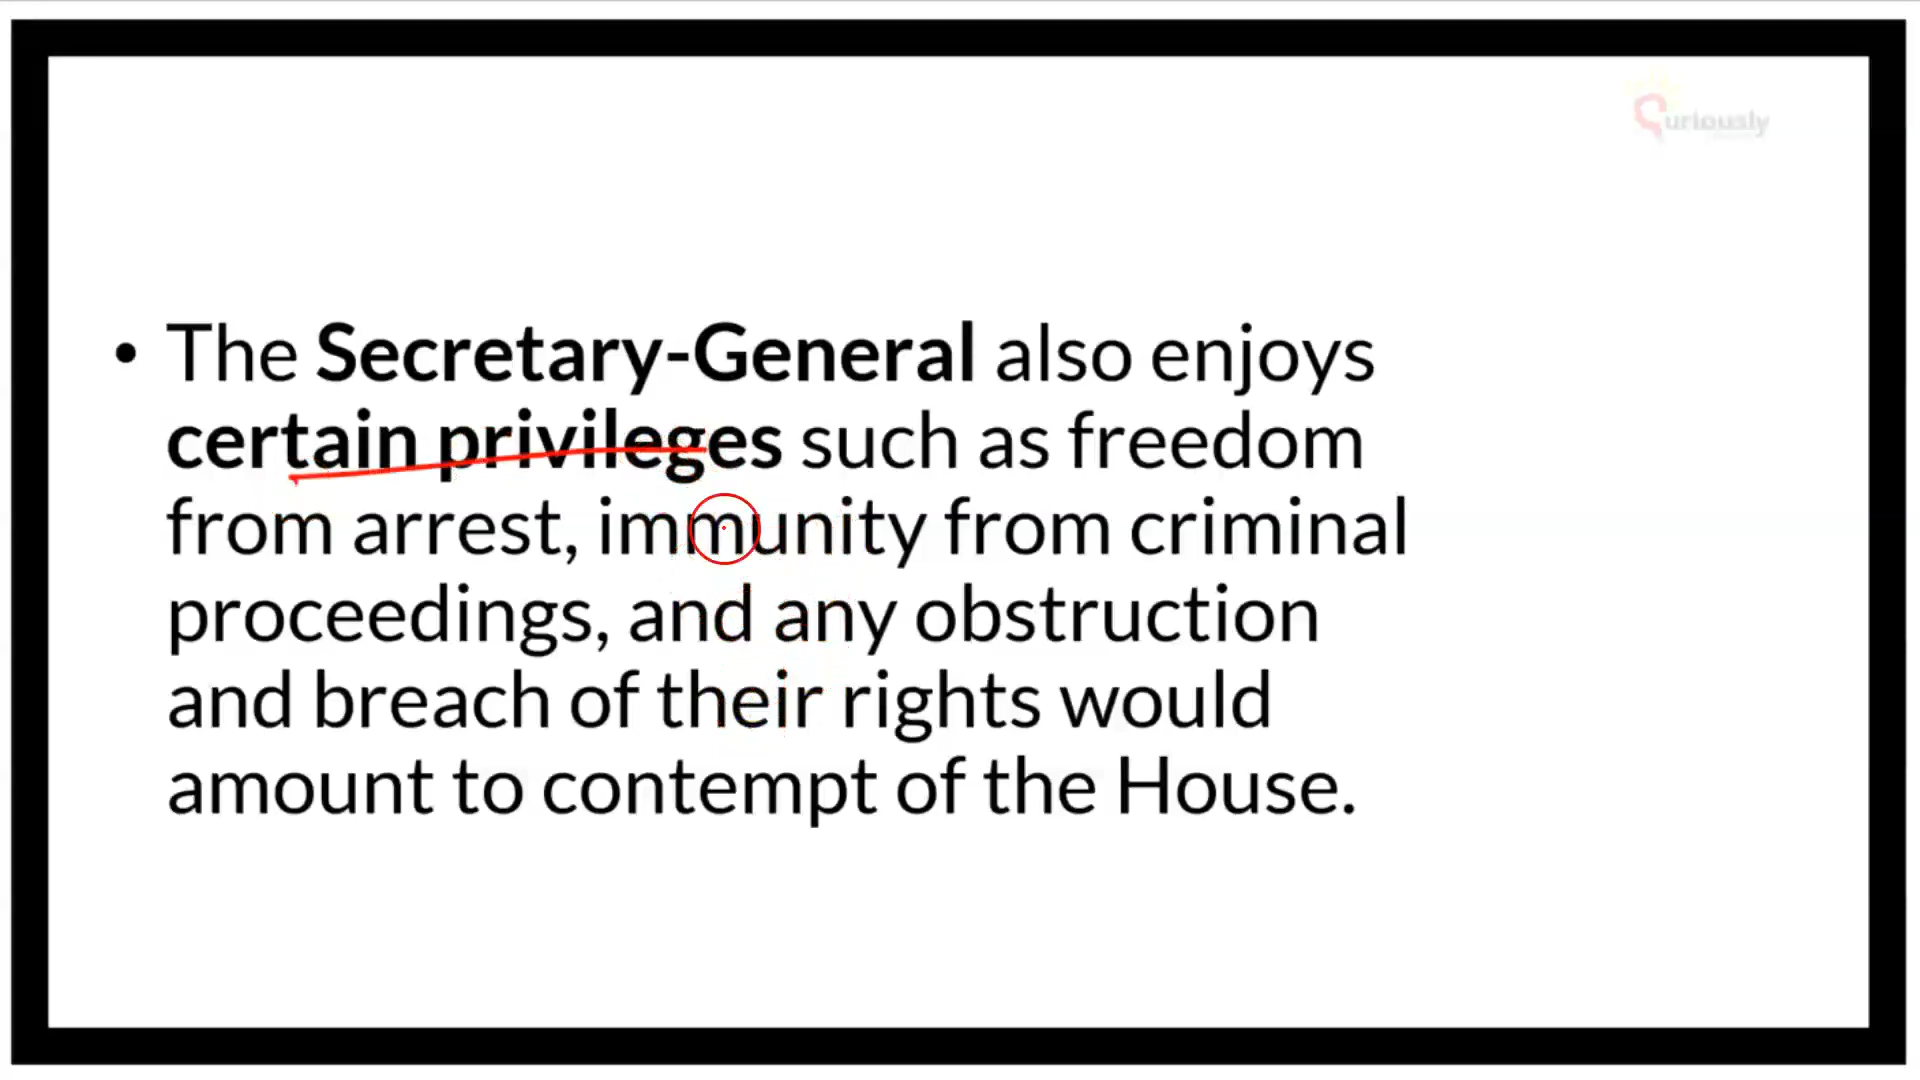 uriously
• The Secretary-General also enjoys
certain privileges such as freedom
from arrest, immunity from criminal
proceedings, and any obstruction
and breach of their rights would
amount to contempt of the House.